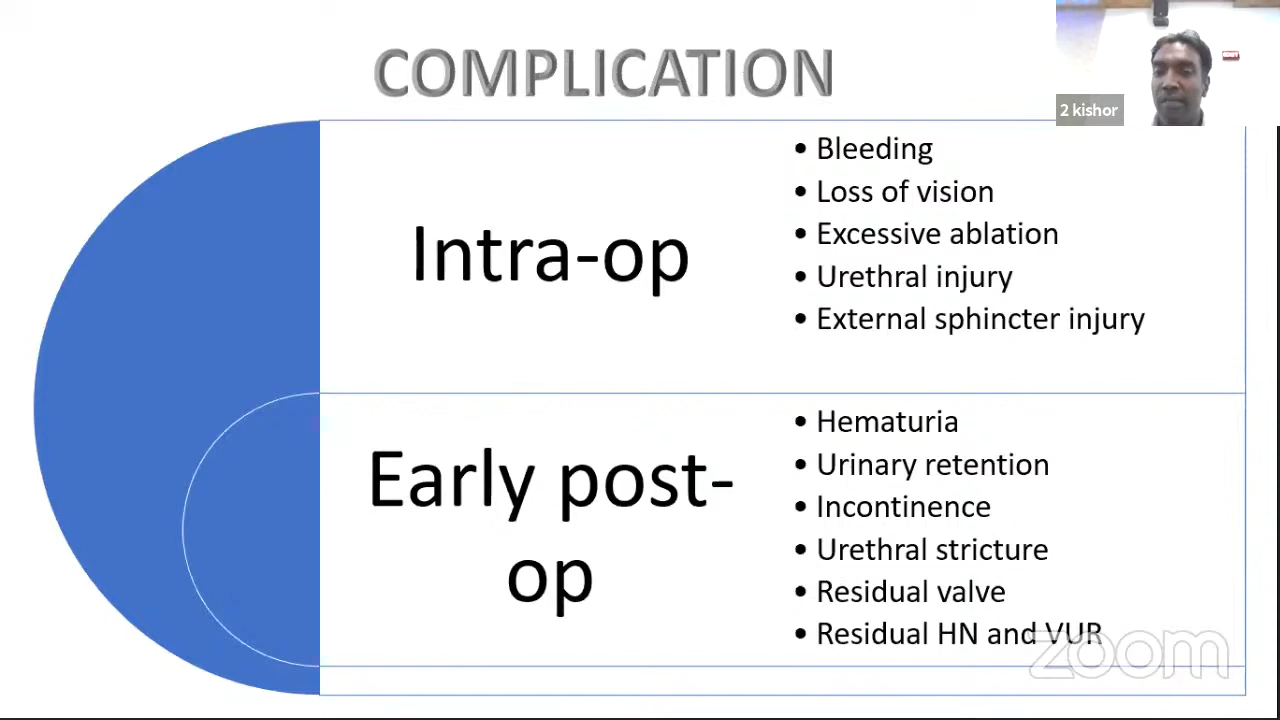 COMPLICATION
2 kishor
Intra-op
• Bleeding
• Loss of vision
• Excessive ablation
• Urethral injury
• External sphincter injury
Early post-
op
• Hematuria
• Urinary retention
• Incontinence
• Urethral stricture
• Residual valve
• Residual HN and VUR
zoom